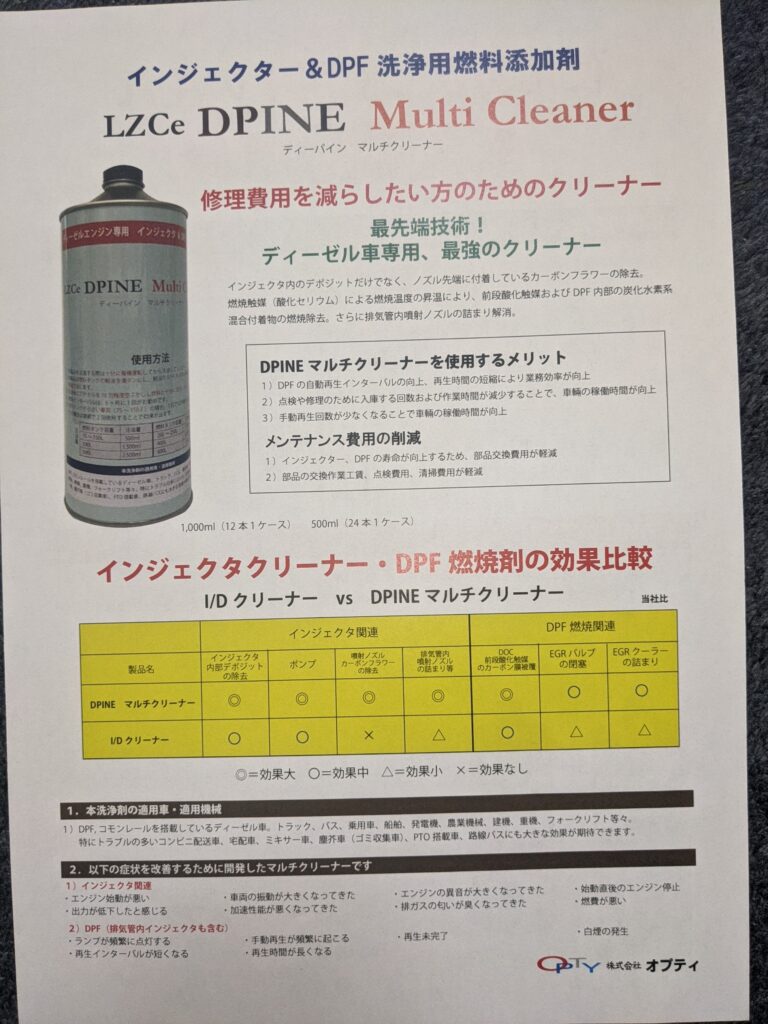 インジェクター＆DPF 洗浄用燃料添加剤
LZCe DPINE Multi Cleaner
ディーパイン　マルチクリーナー
修理費用を減らしたい方のためのクリーナー
最先端技術！
ディーゼル車専用、最強のクリーナー
インジェクタ内のデポジットだけでなく、ノズル先端に付着しているカーボンフラワーの除去。
燃焼触媒（酸化セリウム）による燃焼温度の昇温により、前段酸化触媒および DPF 内部の炭化水素系
混合付着物の燃焼除去。さらに排気管内噴射ノズルの詰まり解消。
ディーゼルエンジン専用　インジェクタ &
LZCe DPINE Multi C
ディーパイン　マルチクリーナ
使用方法
DPINE マルチクリーナーを使用するメリット
1）DPF の自動再生インターバルの向上、再生時間の短縮により業務効率が向上
2）点検や修理のために入庫する回数および作業時間が減少することで、車輛の稼働時間が向上
3）手動再生回数が少なくなることで車輛の稼働時間が向上
メンテナンス費用の削減
1）インジェクター、DPF の寿命が向上するため、部品交換費用が軽減
2）部品の交換作業工賃、点検費用、清掃費用が軽減
1,000ml（12 本 1 ケース）　500ml（24 本 1 ケース）
インジェクタクリーナー・DPF 燃焼剤の効果比較
I/D クリーナー　vs　DPINE マルチクリーナー
当社比
インジェクタ関連　DPF 燃焼関連
製品名　インジェクタ内部デポジットの除去　ポンプ　噴射ノズルカーボンフラワーの除去　排気管内噴射ノズルの詰まり等　DOC前段酸化触媒のカーボン膜被覆　EGR バルブの閉塞　EGR クーラーの詰まり
DPINE　マルチクリーナー　◎　◎　◎　◎　◎　〇　〇
I/D クリーナー　〇　〇　×　△　〇　△　△
◎＝効果大　〇＝効果中　△＝効果小　×＝効果なし
1．本洗浄剤の適用車・適用機械
1）DPF, コモンレールを搭載しているディーゼル車。トラック、バス、乗用車、船舶、発電機、農業機械、建機、重機、フォークリフト等々。
特にトラブルの多いコンビニ配送車、宅配車、ミキサー車、塵芥車（ゴミ収集車）、PTO 搭載車、路線バスにも大きな効果が期待できます。
2．以下の症状を改善するために開発したマルチクリーナーです
1）インジェクタ関連
・エンジン始動が悪い　・車両の振動が大きくなってきた　・エンジンの異音が大きくなってきた　・始動直後のエンジン停止
・出力が低下したと感じる　・加速性能が悪くなってきた　・排ガスの匂いが臭くなってきた　・燃費が悪い
2）DPF（排気管内インジェクタも含む）
・ランプが頻繁に点灯する　・手動再生が頻繁に起こる　・再生未完了　・白煙の発生
・再生インターバルが短くなる　・再生時間が長くなる
OPTY 株式会社 オプティ